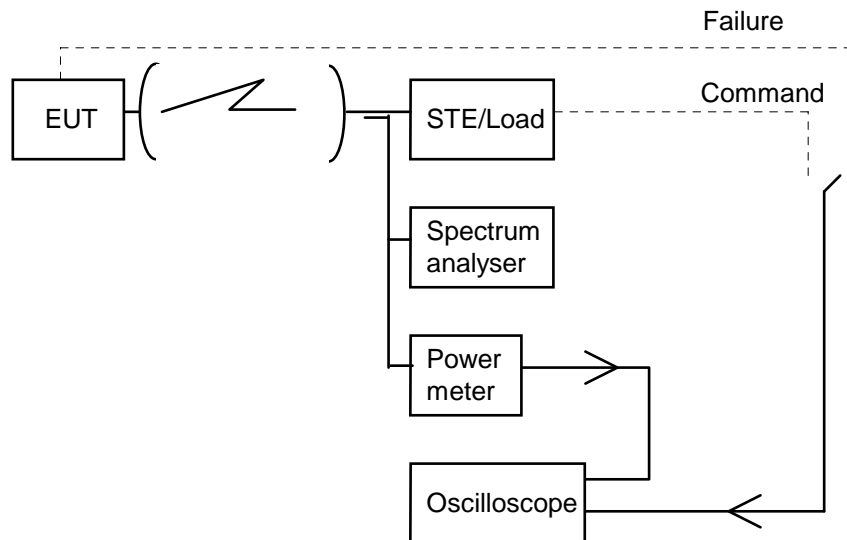 Failure
EUT
STE/Load
Command
Spectrum
analyser
Power
meter
Oscilloscope